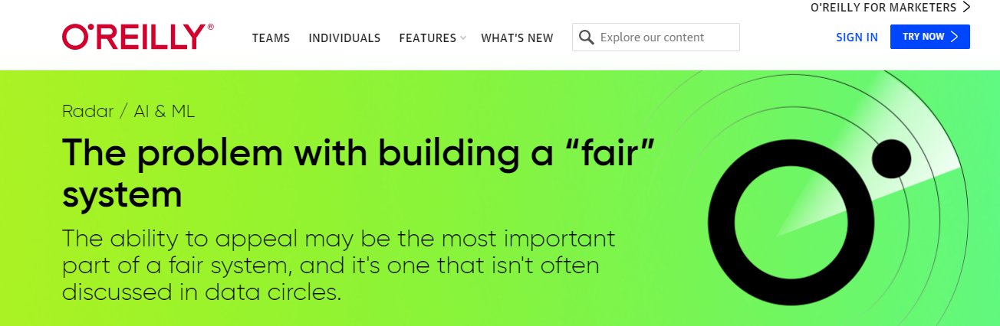 O'REILLY FOR MARKETERS
O'REILLY®
TEAMS INDIVIDUALS FEATURES WHAT'S NEW Explore our content SIGN IN TRY NOW
Radar / AI & ML
The problem with building a “fair”
system
The ability to appeal may be the most important
part of a fair system, and it's one that isn't often
discussed in data circles.